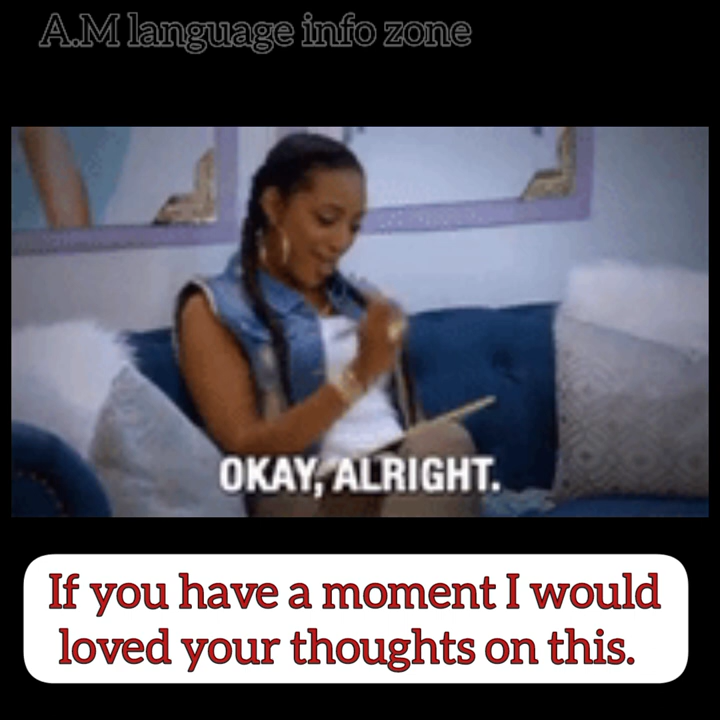 A.M language info zone
OKAY, ALRIGHT.
If you have a moment I would
loved your thoughts on this.